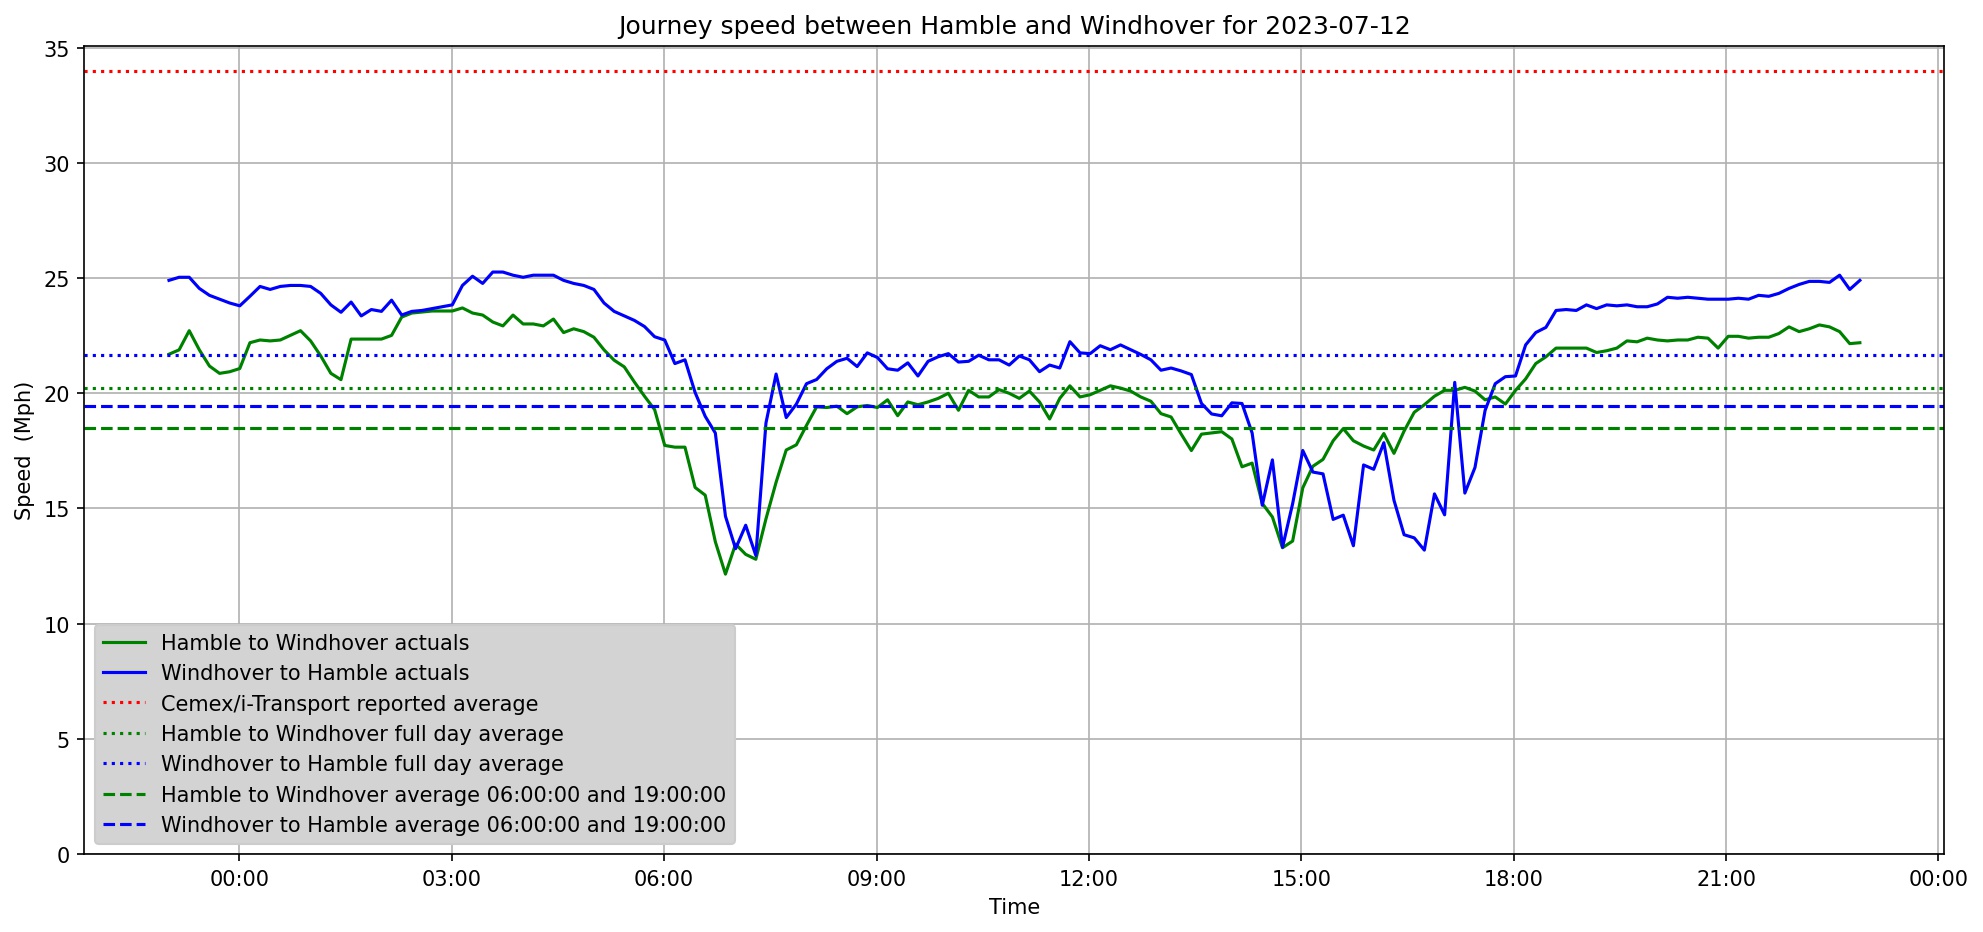 Journey speed between Hamble and Windhover for 2023-07-12
35
30
25
20
15
10
5
0
Speed (Mph)
Hamble to Windhover actuals
Windhover to Hamble actuals
Cemex/i-Transport reported average
Hamble to Windhover full day average
Windhover to Hamble full day average
Hamble to Windhover average 06:00:00 and 19:00:00
Windhover to Hamble average 06:00:00 and 19:00:00
00:00 03:00 06:00 09:00 12:00 15:00 18:00 21:00 00:00
Time